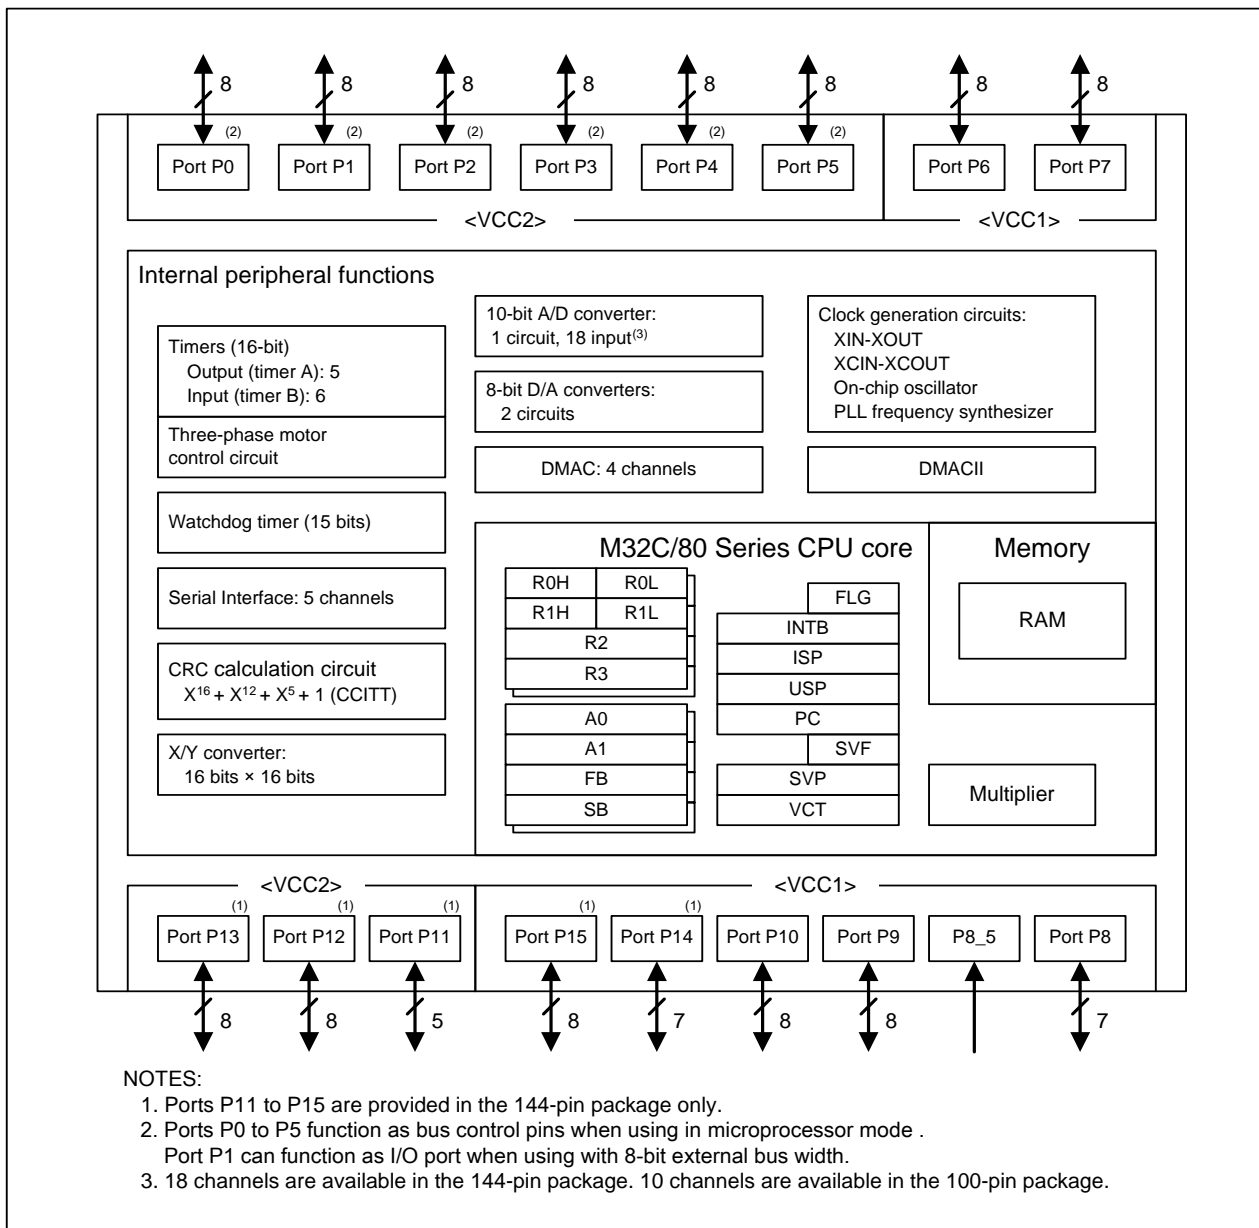 8 8 8 8 8 8 8 8
(2) (2) (2) (2) (2) (2)
Port P0 Port P1 Port P2 Port P3 Port P4 Port P5 Port P6 Port P7
<VCC2> <VCC1>
Internal peripheral functions
Timers (16-bit)
Output (timer A): 5
Input (timer B): 6
Three-phase motor
control circuit
Watchdog timer (15 bits)
Serial Interface: 5 channels
CRC calculation circuit
X¹⁶ + X¹² + X⁵ + 1 (CCITT)
X/Y converter:
16 bits × 16 bits
10-bit A/D converter:
1 circuit, 18 input⁽³⁾
8-bit D/A converters:
2 circuits
DMAC: 4 channels
Clock generation circuits:
XIN-XOUT
XCIN-XCOUT
On-chip oscillator
PLL frequency synthesizer
DMACII
M32C/80 Series CPU core
R0H R0L
R1H R1L
R2
R3
A0
A1
FB
SB
FLG
INTB
ISP
USP
PC
SVF
SVP
VCT
Memory
RAM
Multiplier
<VCC2> <VCC1>
(1) (1) (1) (1) (1)
Port P13 Port P12 Port P11 Port P15 Port P14 Port P10 Port P9 P8_5 Port P8
8 8 5 8 7 8 8 7
NOTES:
1. Ports P11 to P15 are provided in the 144-pin package only.
2. Ports P0 to P5 function as bus control pins when using in microprocessor mode .
Port P1 can function as I/O port when using with 8-bit external bus width.
3. 18 channels are available in the 144-pin package. 10 channels are available in the 100-pin package.